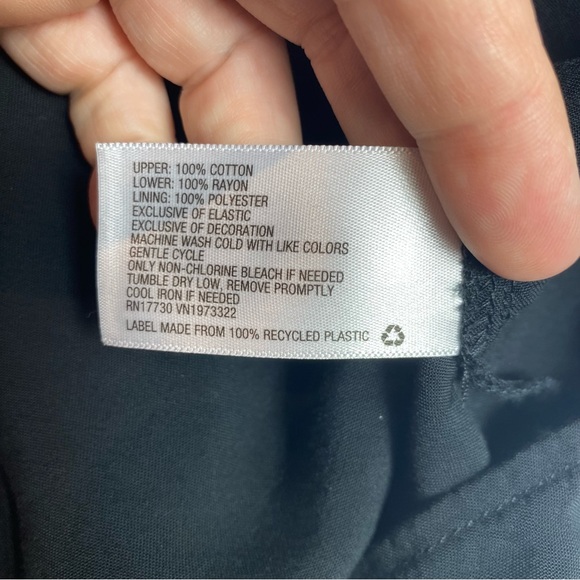 UPPER: 100% COTTON
LOWER: 100% RAYON
LINING: 100% POLYESTER
EXCLUSIVE OF ELASTIC
EXCLUSIVE OF DECORATION
MACHINE WASH COLD WITH LIKE COLORS
GENTLE CYCLE
ONLY NON-CHLORINE BLEACH IF NEEDED
TUMBLE DRY LOW, REMOVE PROMPTLY
COOL IRON IF NEEDED
RN17730 VN1973322
LABEL MADE FROM 100% RECYCLED PLASTIC